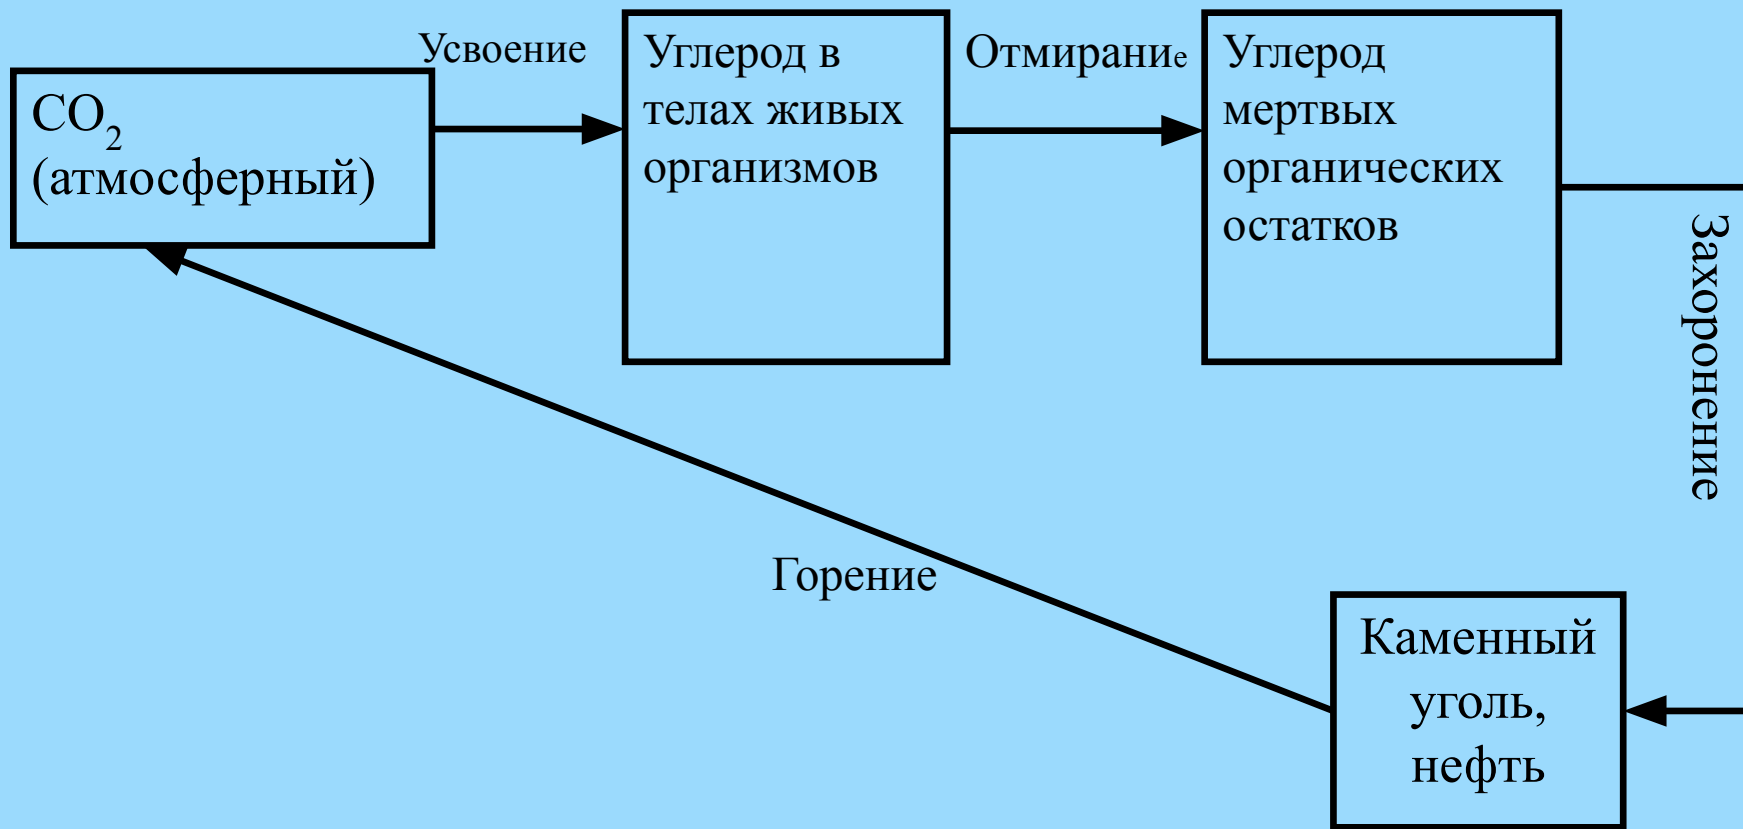 Усвоение
CO₂
(атмосферный)
Углерод в
телах живых
организмов
Отмирание
Углерод
мертвых
органических
остатков
Захоронение
Каменный
уголь,
нефть
Горение